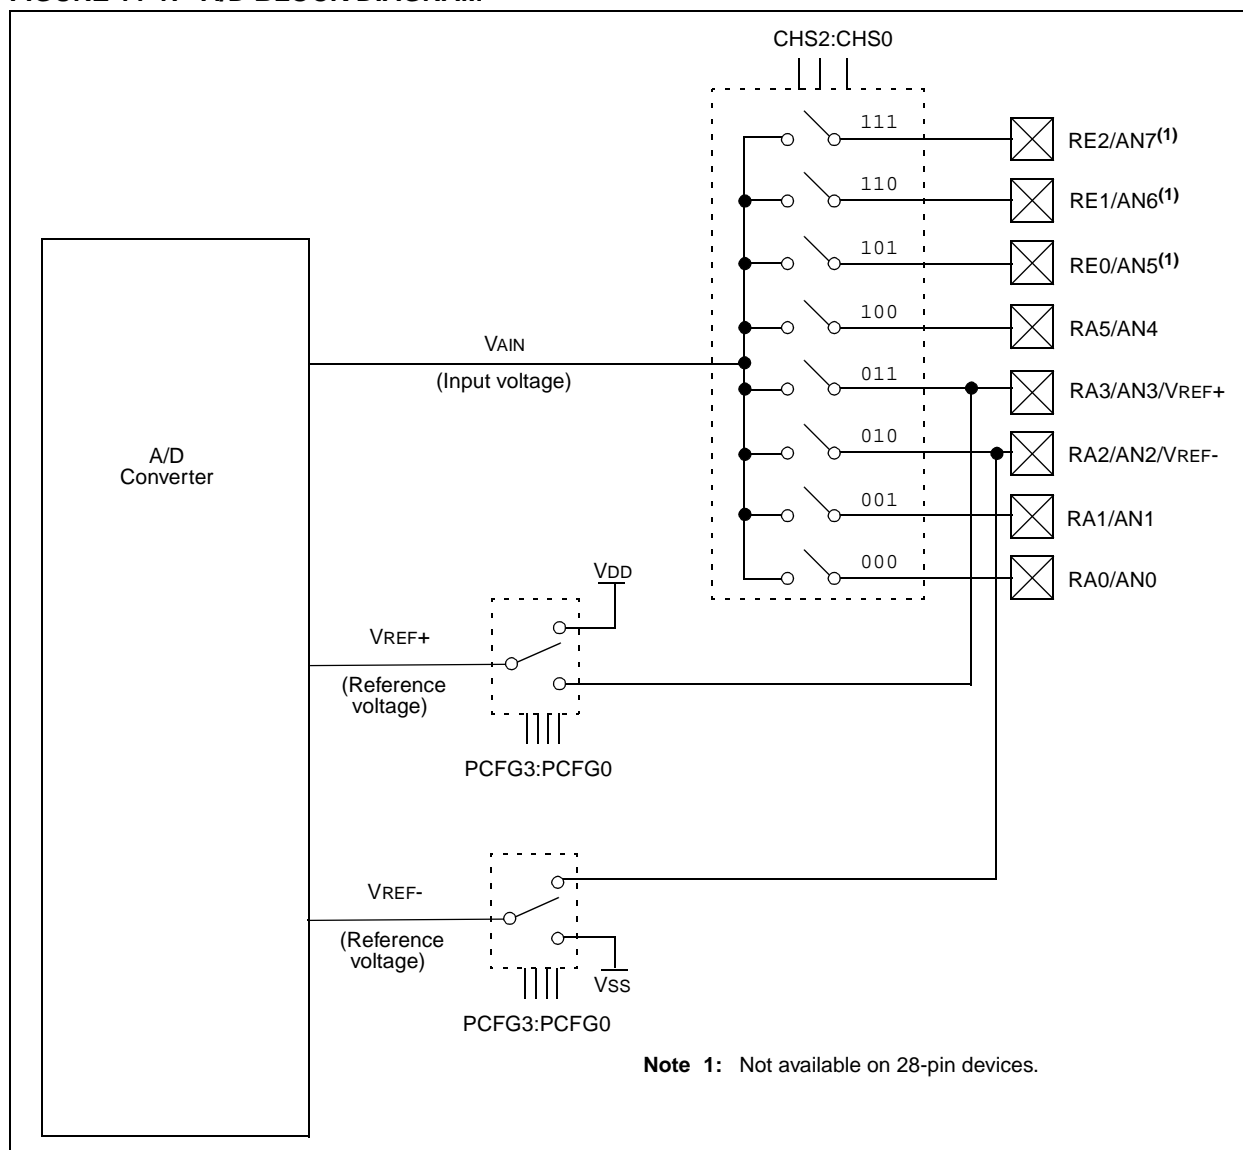 CHS2:CHS0
111
RE2/AN7(1)
110
RE1/AN6(1)
101
RE0/AN5(1)
100
RA5/AN4
VAIN
(Input voltage)
011
RA3/AN3/VREF+
010
RA2/AN2/VREF-
A/D
Converter
001
RA1/AN1
000
RA0/AN0
VDD
VREF+
(Reference
voltage)
PCFG3:PCFG0
VREF-
(Reference
voltage)
VSS
PCFG3:PCFG0
Note 1: Not available on 28-pin devices.